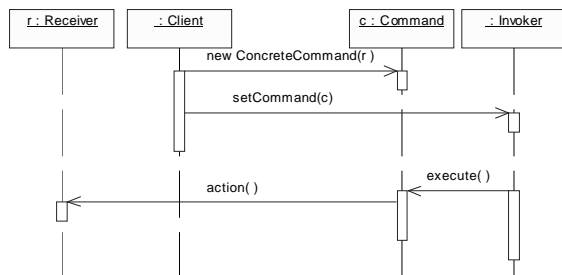 r : Receiver
: Client
c : Command
: Invoker
new ConcreteCommand(r )
setCommand(c)
execute( )
action( )